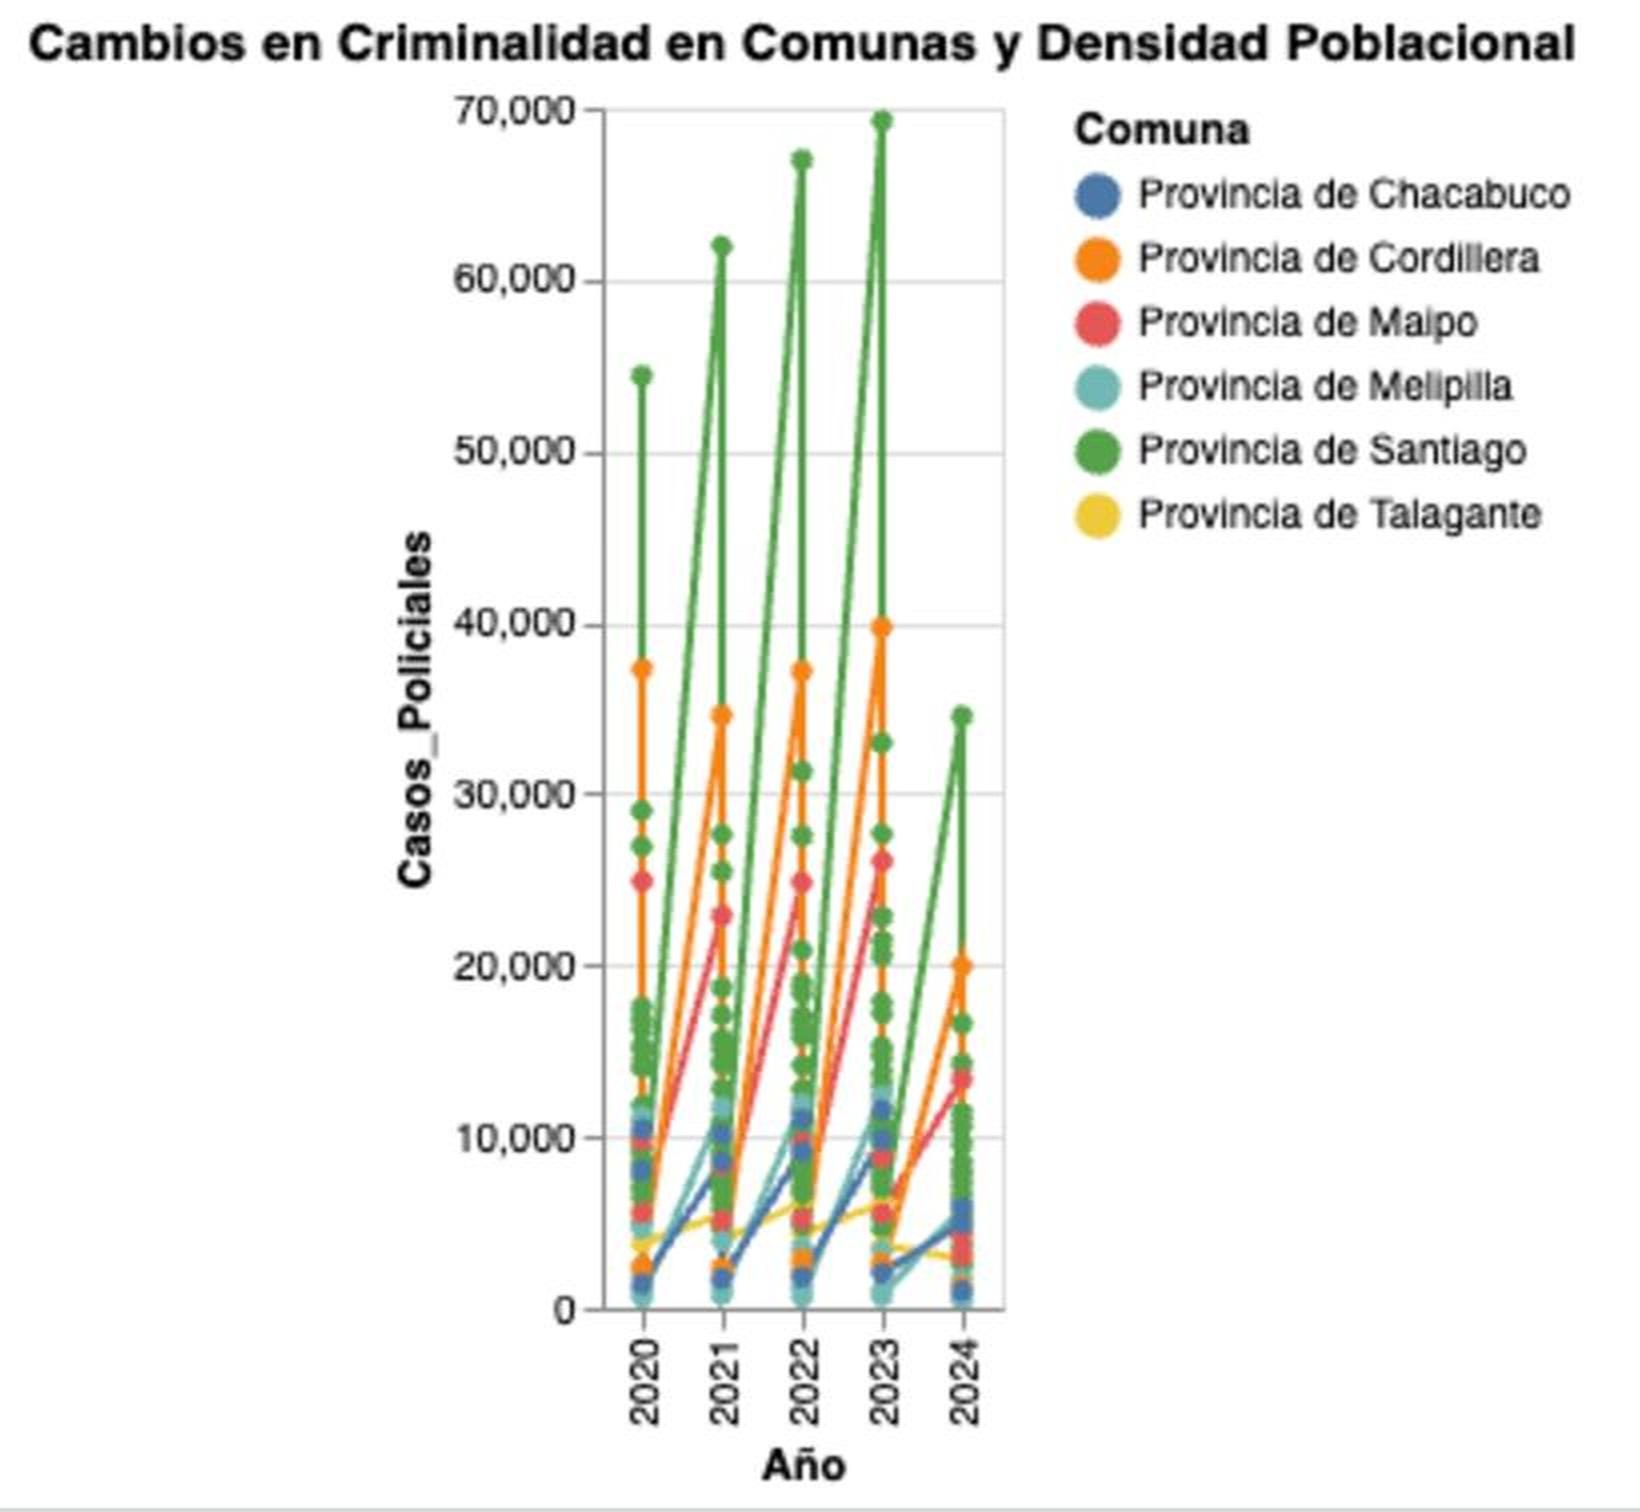 Cambios en Criminalidad en Comunas y Densidad Poblacional
70,000
60,000
50,000
40,000
30,000
20,000
10,000
0
Casos_Policiales
2020
2021
2022
2023
2024
Año
Comuna
Provincia de Chacabuco
Provincia de Cordillera
Provincia de Maipo
Provincia de Melipilla
Provincia de Santiago
Provincia de Talagante